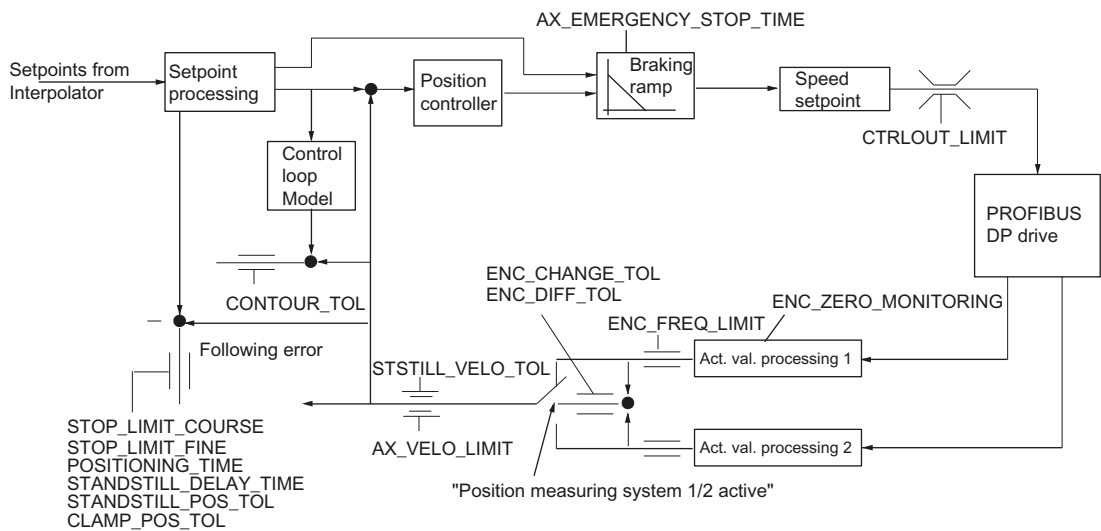 AX_EMERGENCY_STOP_TIME
Setpoints from
Interpolator
Setpoint
processing
Position
controller
Braking
ramp
Speed
setpoint
CTRLOUT_LIMIT
Control
loop
Model
PROFIBUS
DP drive
CONTOUR_TOL
ENC_CHANGE_TOL
ENC_DIFF_TOL
ENC_ZERO_MONITORING
ENC_FREQ_LIMIT
–
Following error
STSTILL_VELO_TOL
Act. val. processing 1
AX_VELO_LIMIT
Act. val. processing 2
"Position measuring system 1/2 active"
STOP_LIMIT_COURSE
STOP_LIMIT_FINE
POSITIONING_TIME
STANDSTILL_DELAY_TIME
STANDSTILL_POS_TOL
CLAMP_POS_TOL